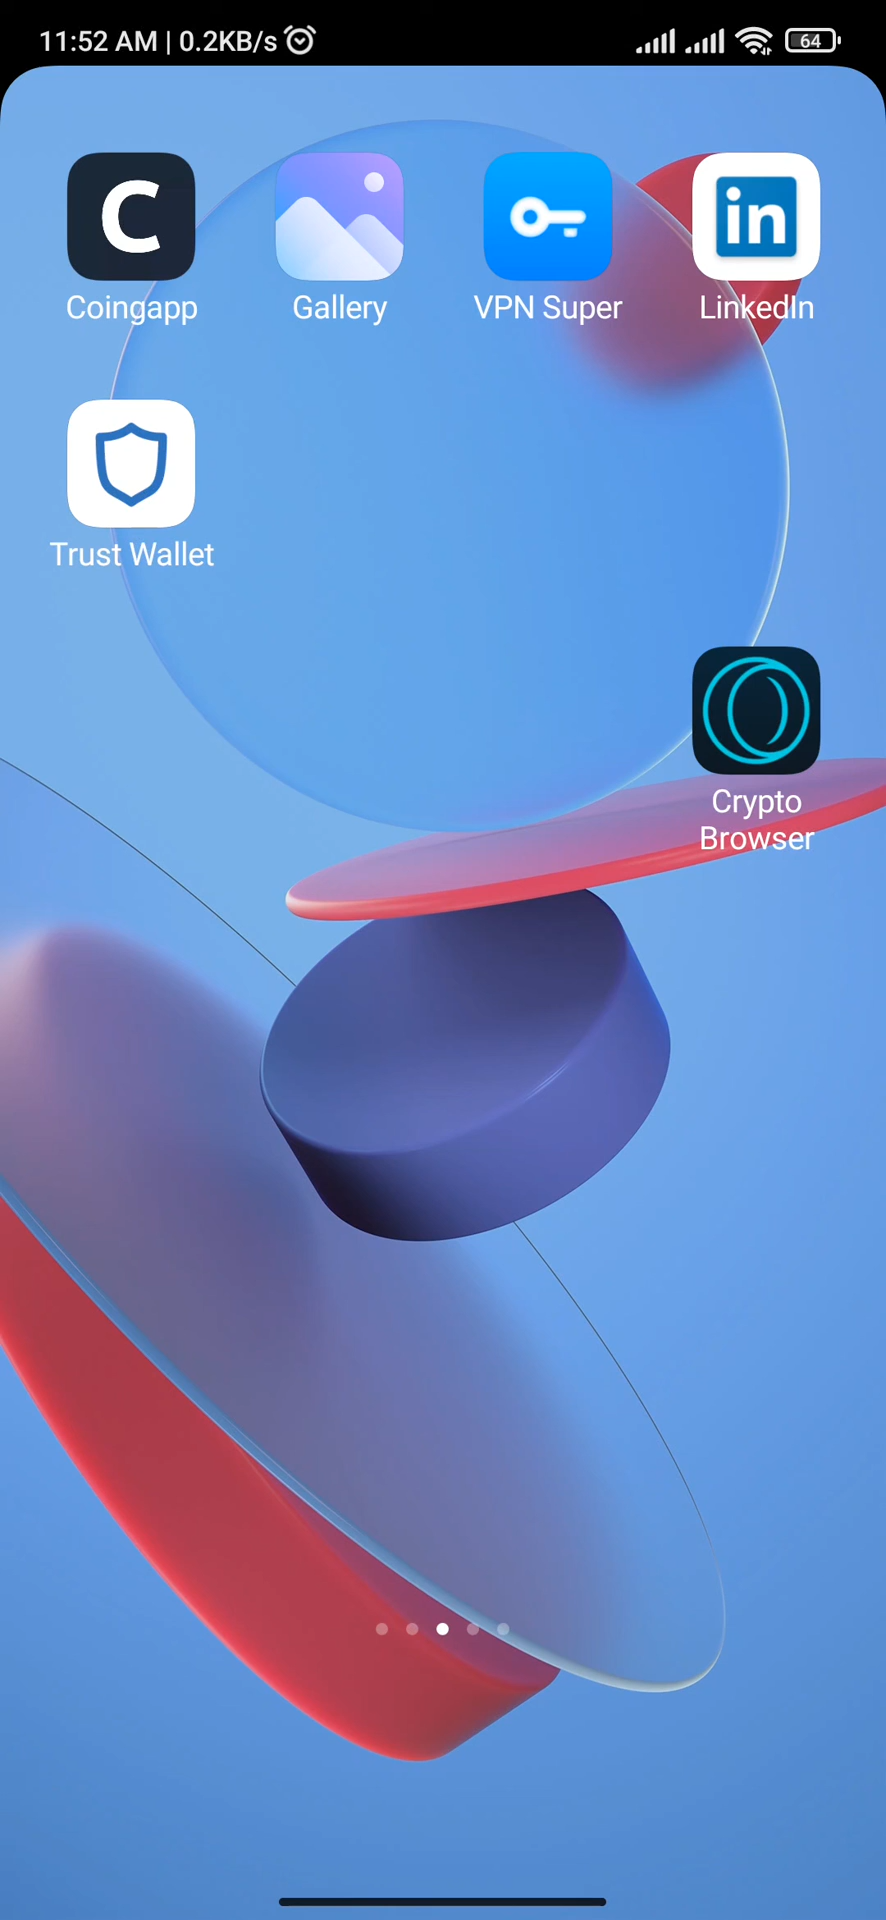 11:52 AM | 0.2KB/s 64
C in
Coingapp Gallery VPN Super LinkedIn
Trust Wallet
Crypto
Browser